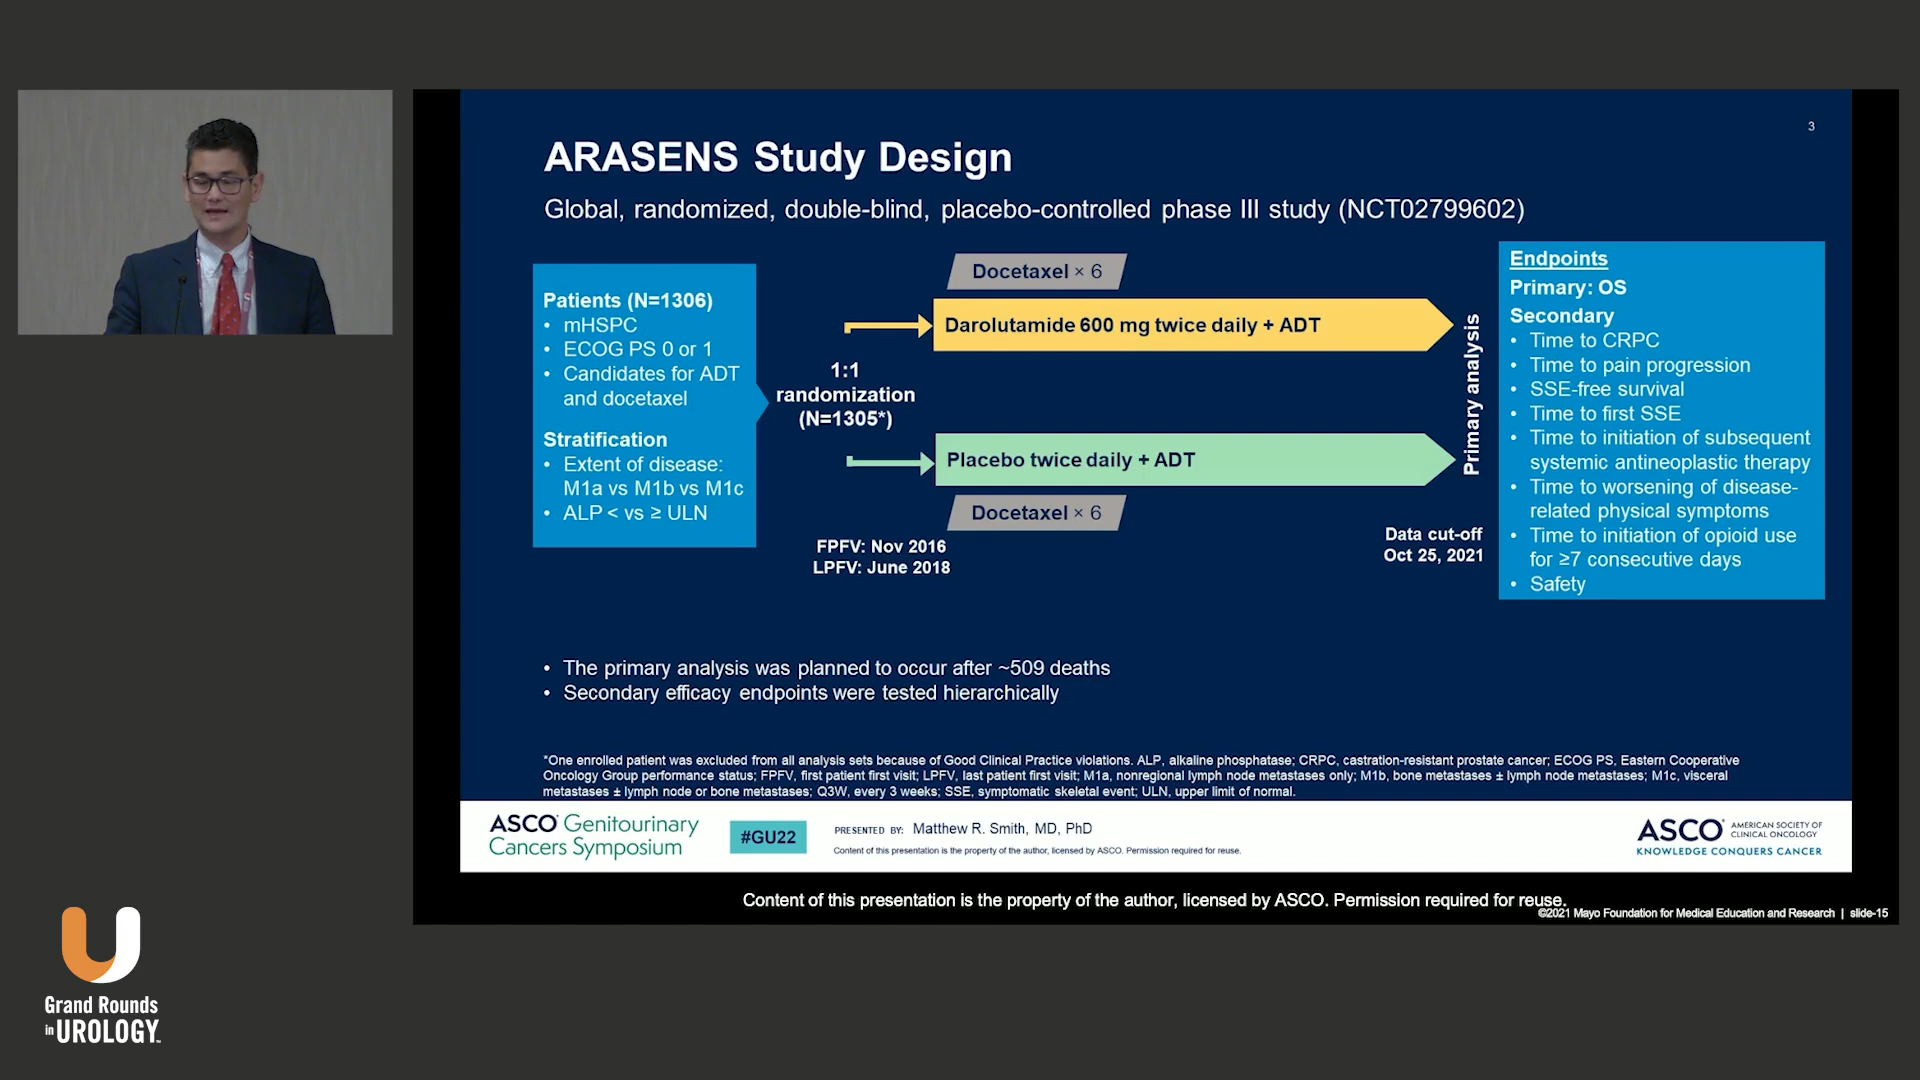 3
ARASENS Study Design
Global, randomized, double-blind, placebo-controlled phase III study (NCT02799602)
Patients (N=1306)
• mHSPC
• ECOG PS 0 or 1
• Candidates for ADT
and docetaxel
Stratification
• Extent of disease:
M1a vs M1b vs M1c
• ALP < vs ≥ ULN
1:1
randomization
(N=1305*)
FPFV: Nov 2016
LPFV: June 2018
Docetaxel × 6
Darolutamide 600 mg twice daily + ADT
Placebo twice daily + ADT
Docetaxel × 6
Primary analysis
Data cut-off
Oct 25, 2021
Endpoints
Primary: OS
Secondary
• Time to CRPC
• Time to pain progression
• SSE-free survival
• Time to first SSE
• Time to initiation of subsequent
systemic antineoplastic therapy
• Time to worsening of disease-
related physical symptoms
• Time to initiation of opioid use
for ≥7 consecutive days
• Safety
• The primary analysis was planned to occur after ~509 deaths
• Secondary efficacy endpoints were tested hierarchically
*One enrolled patient was excluded from all analysis sets because of Good Clinical Practice violations. ALP, alkaline phosphatase; CRPC, castration-resistant prostate cancer; ECOG PS, Eastern Cooperative
Oncology Group performance status; FPFV, first patient first visit; LPFV, last patient first visit; M1a, nonregional lymph node metastases only; M1b, bone metastases ± lymph node metastases; M1c, visceral
metastases ± lymph node or bone metastases; Q3W, every 3 weeks; SSE, symptomatic skeletal event; ULN, upper limit of normal.
ASCO® Genitourinary
Cancers Symposium
#GU22
PRESENTED BY: Matthew R. Smith, MD, PhD
Content of this presentation is the property of the author, licensed by ASCO. Permission required for reuse.
ASCO® AMERICAN SOCIETY OF
CLINICAL ONCOLOGY
KNOWLEDGE CONQUERS CANCER
Content of this presentation is the property of the author, licensed by ASCO. Permission required for reuse.
©2021 Mayo Foundation for Medical Education and Research | slide-15
Grand Rounds
in UROLOGY™